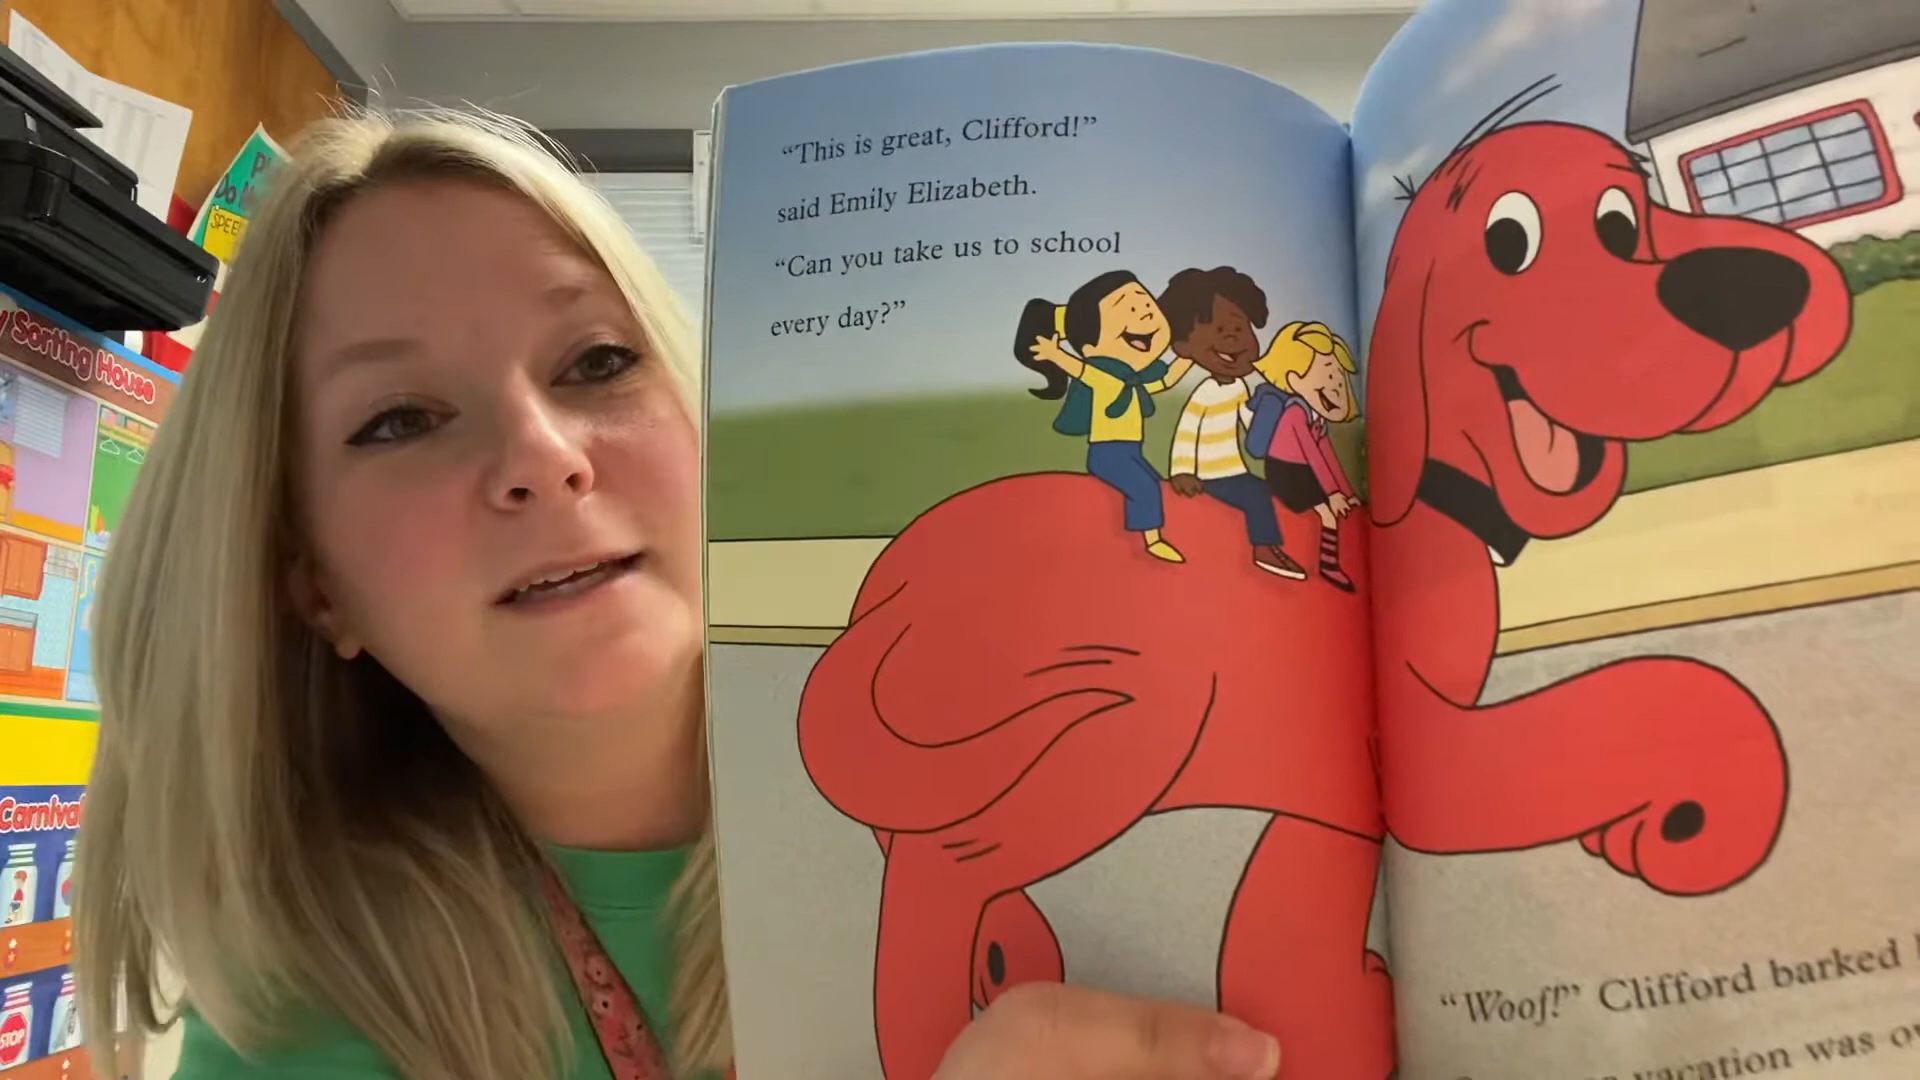 "This is great, Clifford!"
said Emily Elizabeth.
"Can you take us to school
every day?"
"Woof!" Clifford barked
vacation was
Sorting House
Carnival
STOP